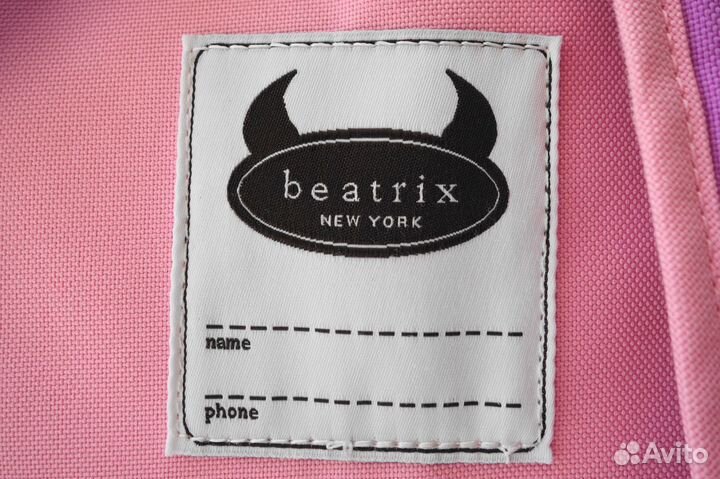 beatrix
NEW YORK
name
phone
Avito